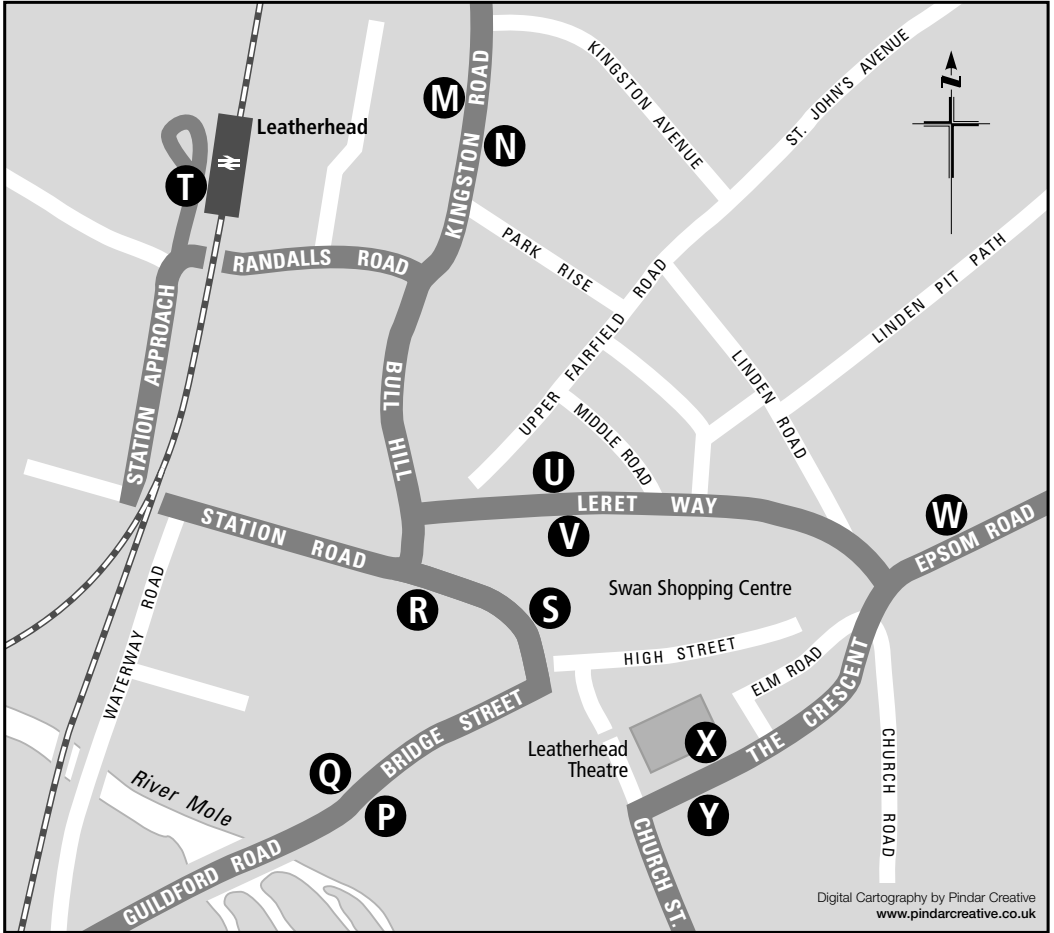 KINGSTON ROAD
KINGSTON AVENUE
ST. JOHN'S AVENUE
N
M
Leatherhead
N
T
KINGSTON ROAD
PARK RISE
RANDALLS ROAD
UPPER FAIRFIELD ROAD
LINDEN PIT PATH
STATION APPROACH
BULL HILL
LINDEN ROAD
MIDDLE ROAD
U
LERET WAY
V
W
EPSOM ROAD
STATION ROAD
R
S
Swan Shopping Centre
WATERWAY ROAD
HIGH STREET
ELM ROAD
THE CRESCENT
BRIDGE STREET
Leatherhead
Theatre
X
CHURCH ROAD
Q
P
Y
River Mole
GUILDFORD ROAD
CHURCH ST.
Digital Cartography by Pindar Creative
www.pindarcreative.co.uk